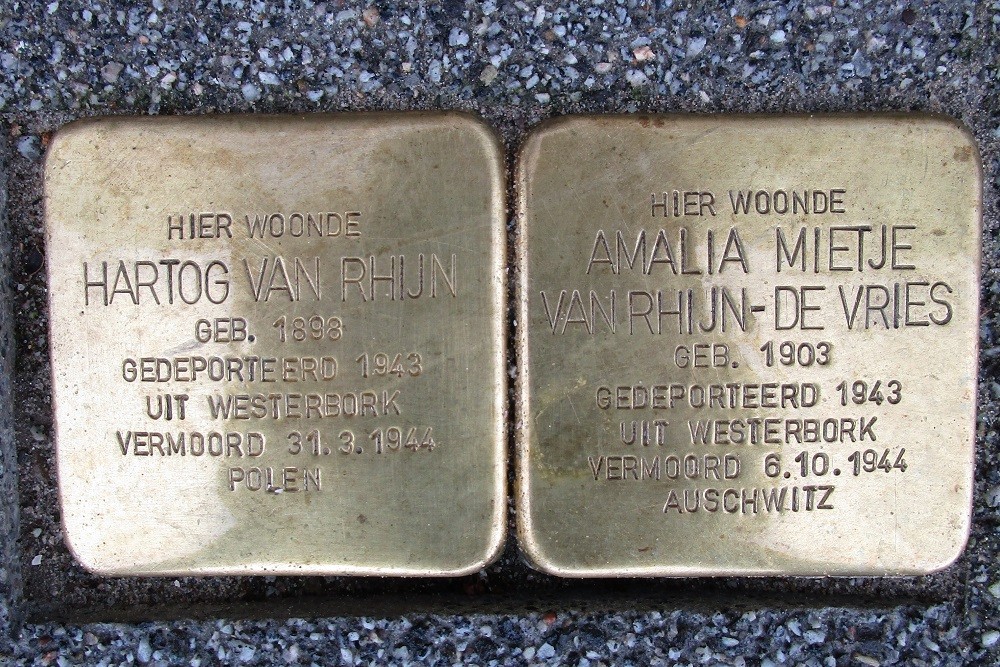 HIER WOONDE
HARTOG VAN RHIJN
GEB. 1898
GEDEPORTEERD 1943
UIT WESTERBORK
VERMOORD 31.3.1944
POLEN
HIER WOONDE
AMALIA MIETJE
VAN RHIJN-DE VRIES
GEB. 1903
GEDEPORTEERD 1943
UIT WESTERBORK
VERMOORD 6.10.1944
AUSCHWITZ